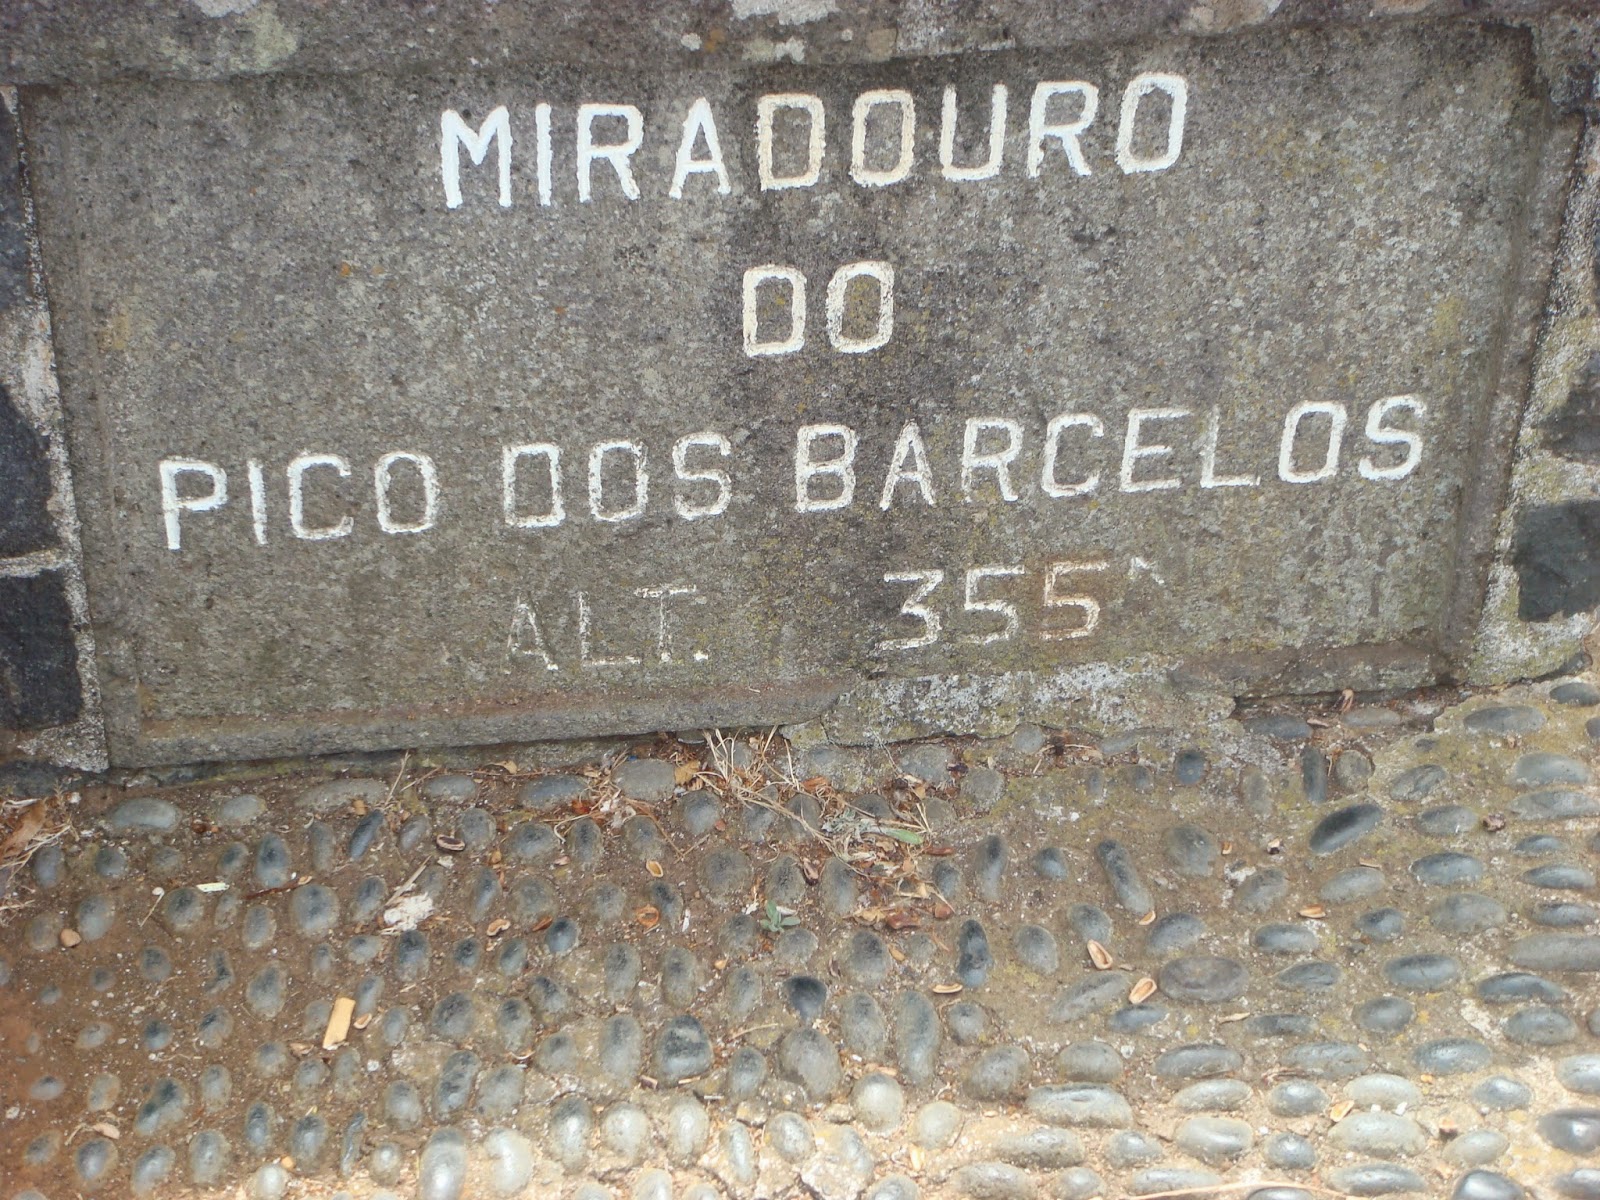 MIRADOURO
DO
PICO DOS BARCELOS
ALT. 355^